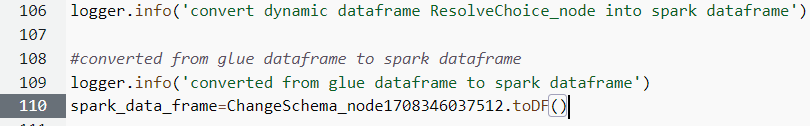 106 logger.info('convert dynamic dataframe ResolveChoice_node into spark dataframe')
107
108 #converted from glue dataframe to spark dataframe
109 logger.info('converted from glue dataframe to spark dataframe')
110 spark_data_frame=ChangeSchema_node1708346037512.toDF()